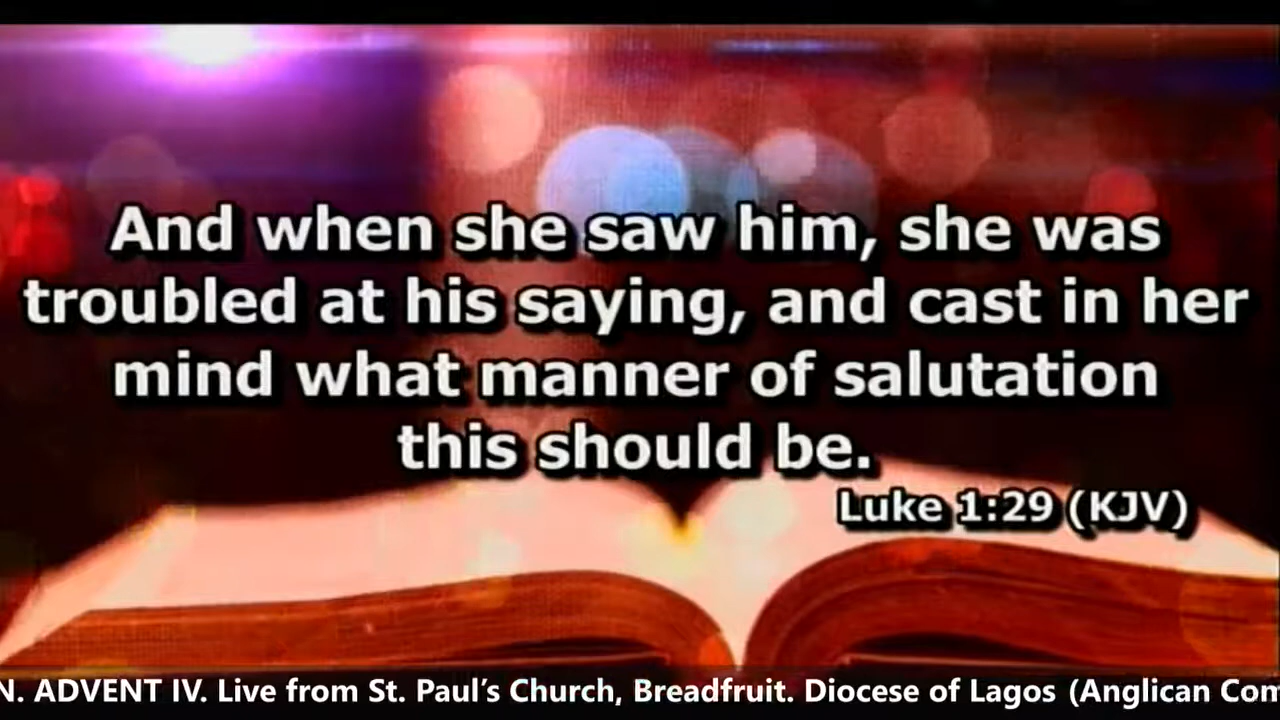 And when she saw him, she was
troubled at his saying, and cast in her
mind what manner of salutation
this should be.
Luke 1:29 (KJV)
N. ADVENT IV. Live from St. Paul’s Church, Breadfruit. Diocese of Lagos (Anglican Com